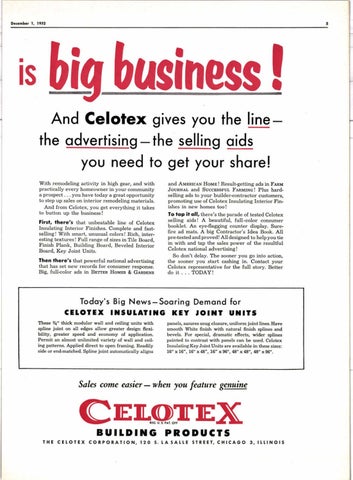 December 1, 1952
5
is big business!
And Celotex gives you the line—
the advertising—the selling aids
you need to get your share!
With remodeling activity in high gear, and with
practically every homeowner in your community
a prospect . . . you have today a great opportunity
to step up sales on interior remodeling materials.
And from Celotex, you get everything it takes
to button up the business!
First, there's that unbeatable line of Celotex
Insulating Interior Finishes. Complete and fast-
selling! With smart, unusual colors! Rich, inter-
esting textures! Full range of sizes in Tile Board,
Finish Plank, Building Board, Beveled Interior
Board, Key Joint Units.
Then there's that powerful national advertising
that has set new records for consumer response.
Big, full-color ads in Better Homes & Gardens
and American Home! Result-getting ads in Farm
Journal and Successful Farming! Plus hard-
selling ads to your builder-contractor customers,
promoting use of Celotex Insulating Interior Fin-
ishes in new homes too!
To top it all, there's the parade of tested Celotex
selling aids! A beautiful, full-color consumer
booklet. An eye-flagging counter display. Sure-
fire ad mats. A big Contractor's Idea Book. All
pre-tested and proved! All designed to help you tie
in with and tap the sales power of the resultful
Celotex national advertising!
So don't delay. The sooner you go into action,
the sooner you start cashing in. Contact your
Celotex representative for the full story. Better
do it . . . TODAY!
Today's Big News—Soaring Demand for
CELOTEX INSULATING KEY JOINT UNITS
These ½" thick modular wall and ceiling units with
spline joint on all edges allow greater design flexi-
bility, greater speed and economy of application.
Permit an almost unlimited variety of wall and ceil-
ing patterns. Applied direct to open framing. Readily
side or end-matched. Spline joint automatically aligns
panels, assures snug closure, uniform joint lines. Have
smooth White finish with natural finish splines and
bevels. For special, dramatic effects, wider splines
painted to contrast with panels can be used. Celotex
Insulating Key Joint Units are available in these sizes:
16" x 16", 16" x 48", 16" x 96", 48" x 48", 48" x 96".
Sales come easier—when you feature genuine
CELOTEX
REG. U. S. PAT. OFF.
BUILDING PRODUCTS
THE CELOTEX CORPORATION, 120 S. LA SALLE STREET, CHICAGO 3, ILLINOIS